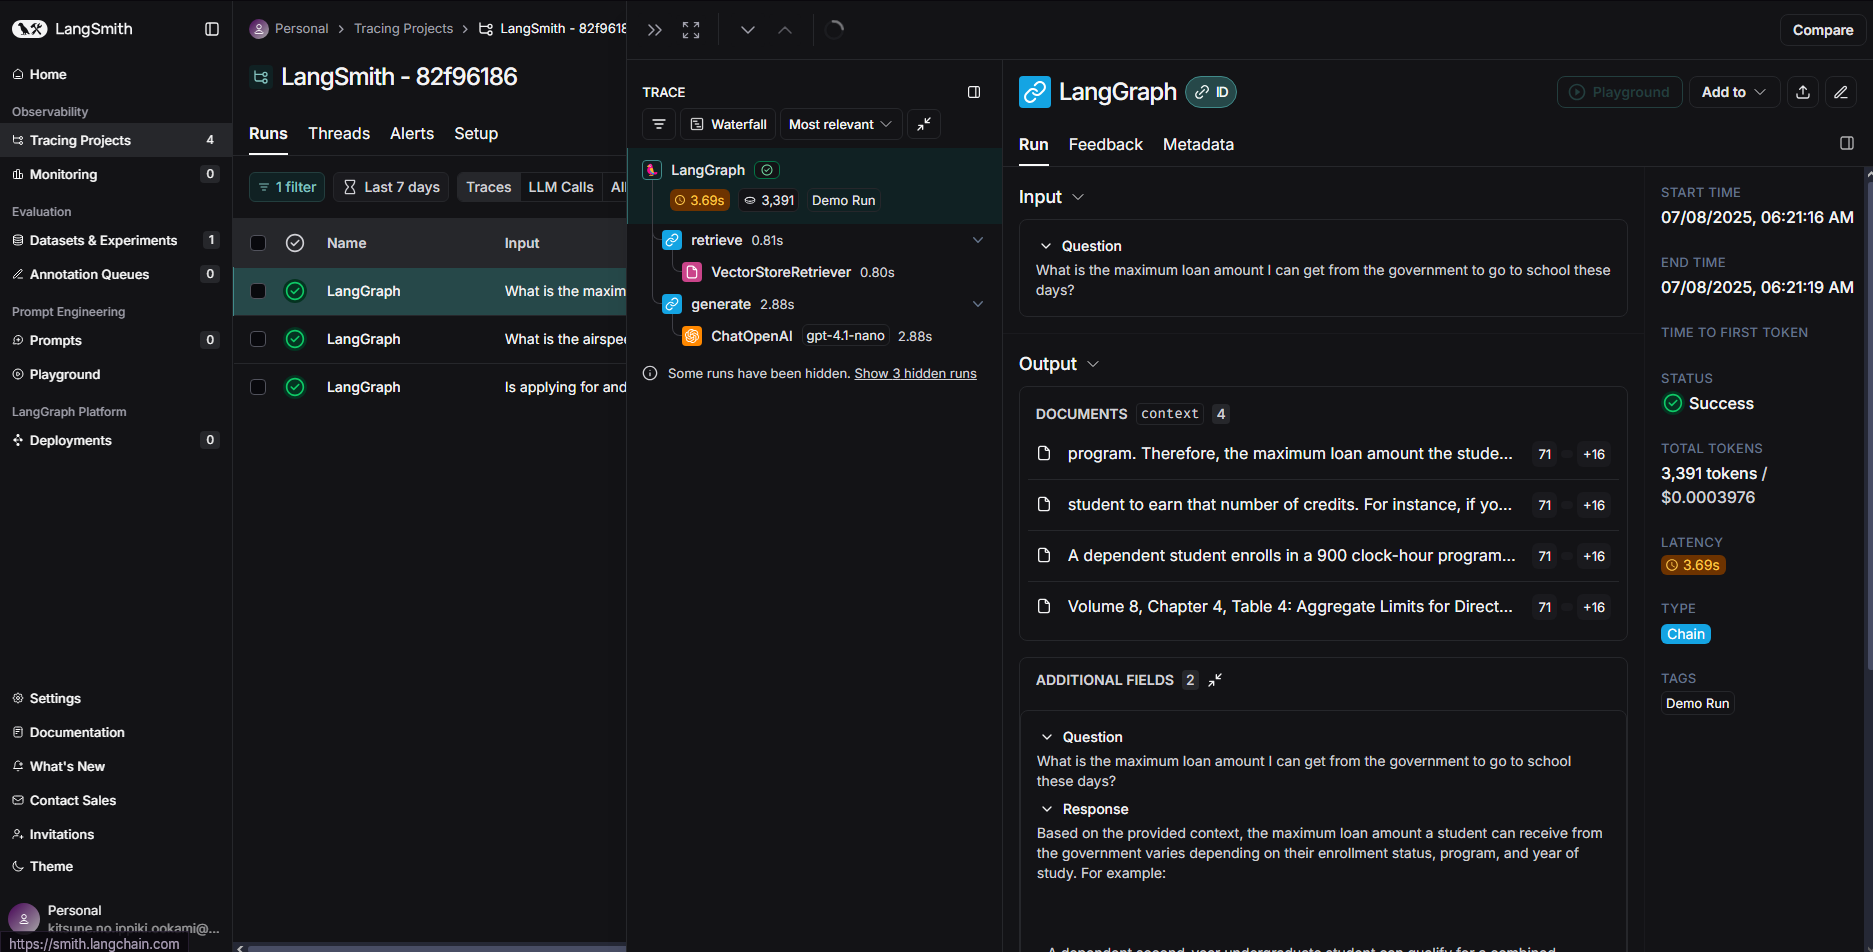 LangSmith
Home
Observability
Tracing Projects 4
Monitoring 0
Evaluation
Datasets & Experiments 1
Annotation Queues 0
Prompt Engineering
Prompts 0
Playground
LangGraph Platform
Deployments 0
Settings
Documentation
What's New
Contact Sales
Invitations
Theme
Personal
kitsune.no.ippiki.ookami@...
https://smith.langchain.com
Personal > Tracing Projects > LangSmith - 82f9618
LangSmith - 82f96186
Runs Threads Alerts Setup
1 filter Last 7 days Traces LLM Calls All
Name Input
LangGraph What is the maxim
LangGraph What is the airspe
LangGraph Is applying for and
Compare
TRACE
Waterfall Most relevant
LangGraph
3.69s 3,391 Demo Run
retrieve 0.81s
VectorStoreRetriever 0.80s
generate 2.88s
ChatOpenAI gpt-4.1-nano 2.88s
Some runs have been hidden. Show 3 hidden runs
LangGraph ID
Playground Add to
Run Feedback Metadata
Input
Question
What is the maximum loan amount I can get from the government to go to school these
days?
Output
DOCUMENTS context 4
program. Therefore, the maximum loan amount the stude... 71 +16
student to earn that number of credits. For instance, if yo... 71 +16
A dependent student enrolls in a 900 clock-hour program... 71 +16
Volume 8, Chapter 4, Table 4: Aggregate Limits for Direct... 71 +16
ADDITIONAL FIELDS 2
Question
What is the maximum loan amount I can get from the government to go to school
these days?
Response
Based on the provided context, the maximum loan amount a student can receive from
the government varies depending on their enrollment status, program, and year of
study. For example:
A dependent second-year undergraduate student can qualify for a combined
START TIME
07/08/2025, 06:21:16 AM
END TIME
07/08/2025, 06:21:19 AM
TIME TO FIRST TOKEN
STATUS
Success
TOTAL TOKENS
3,391 tokens /
$0.0003976
LATENCY
3.69s
TYPE
Chain
TAGS
Demo Run